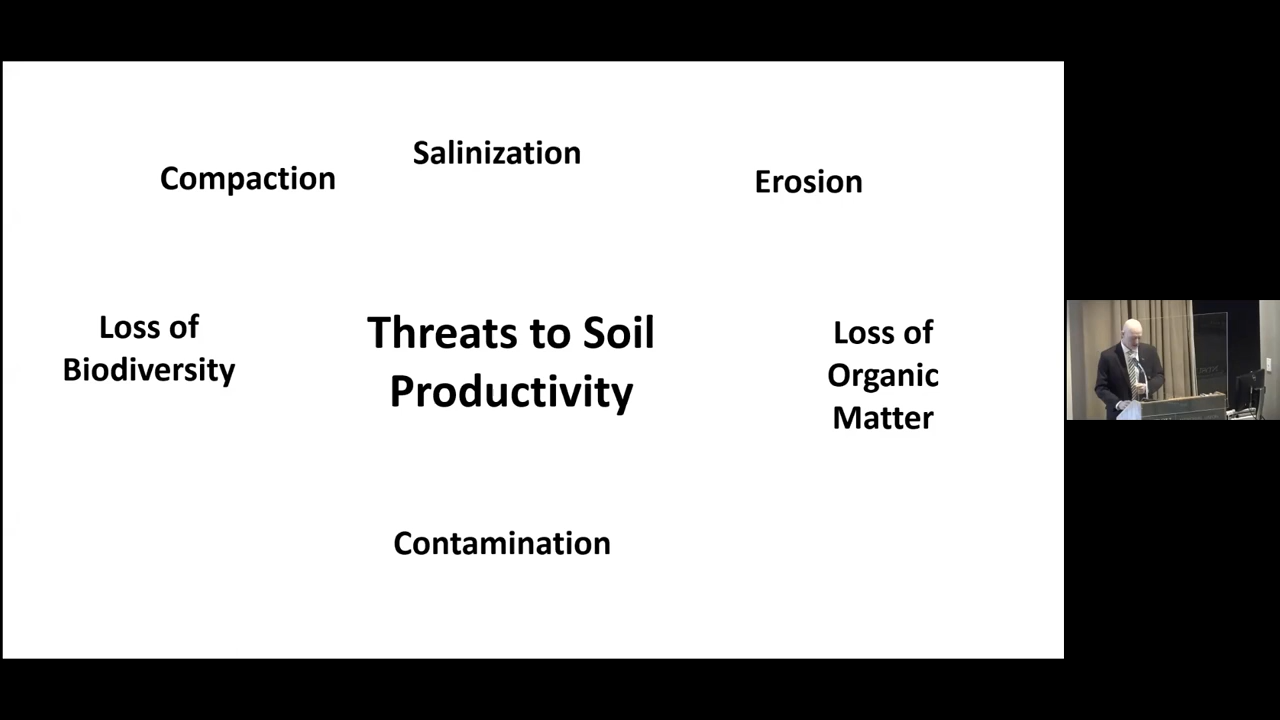 Salinization
Compaction
Erosion
Loss of
Biodiversity
Threats to Soil
Productivity
Loss of
Organic
Matter
Contamination